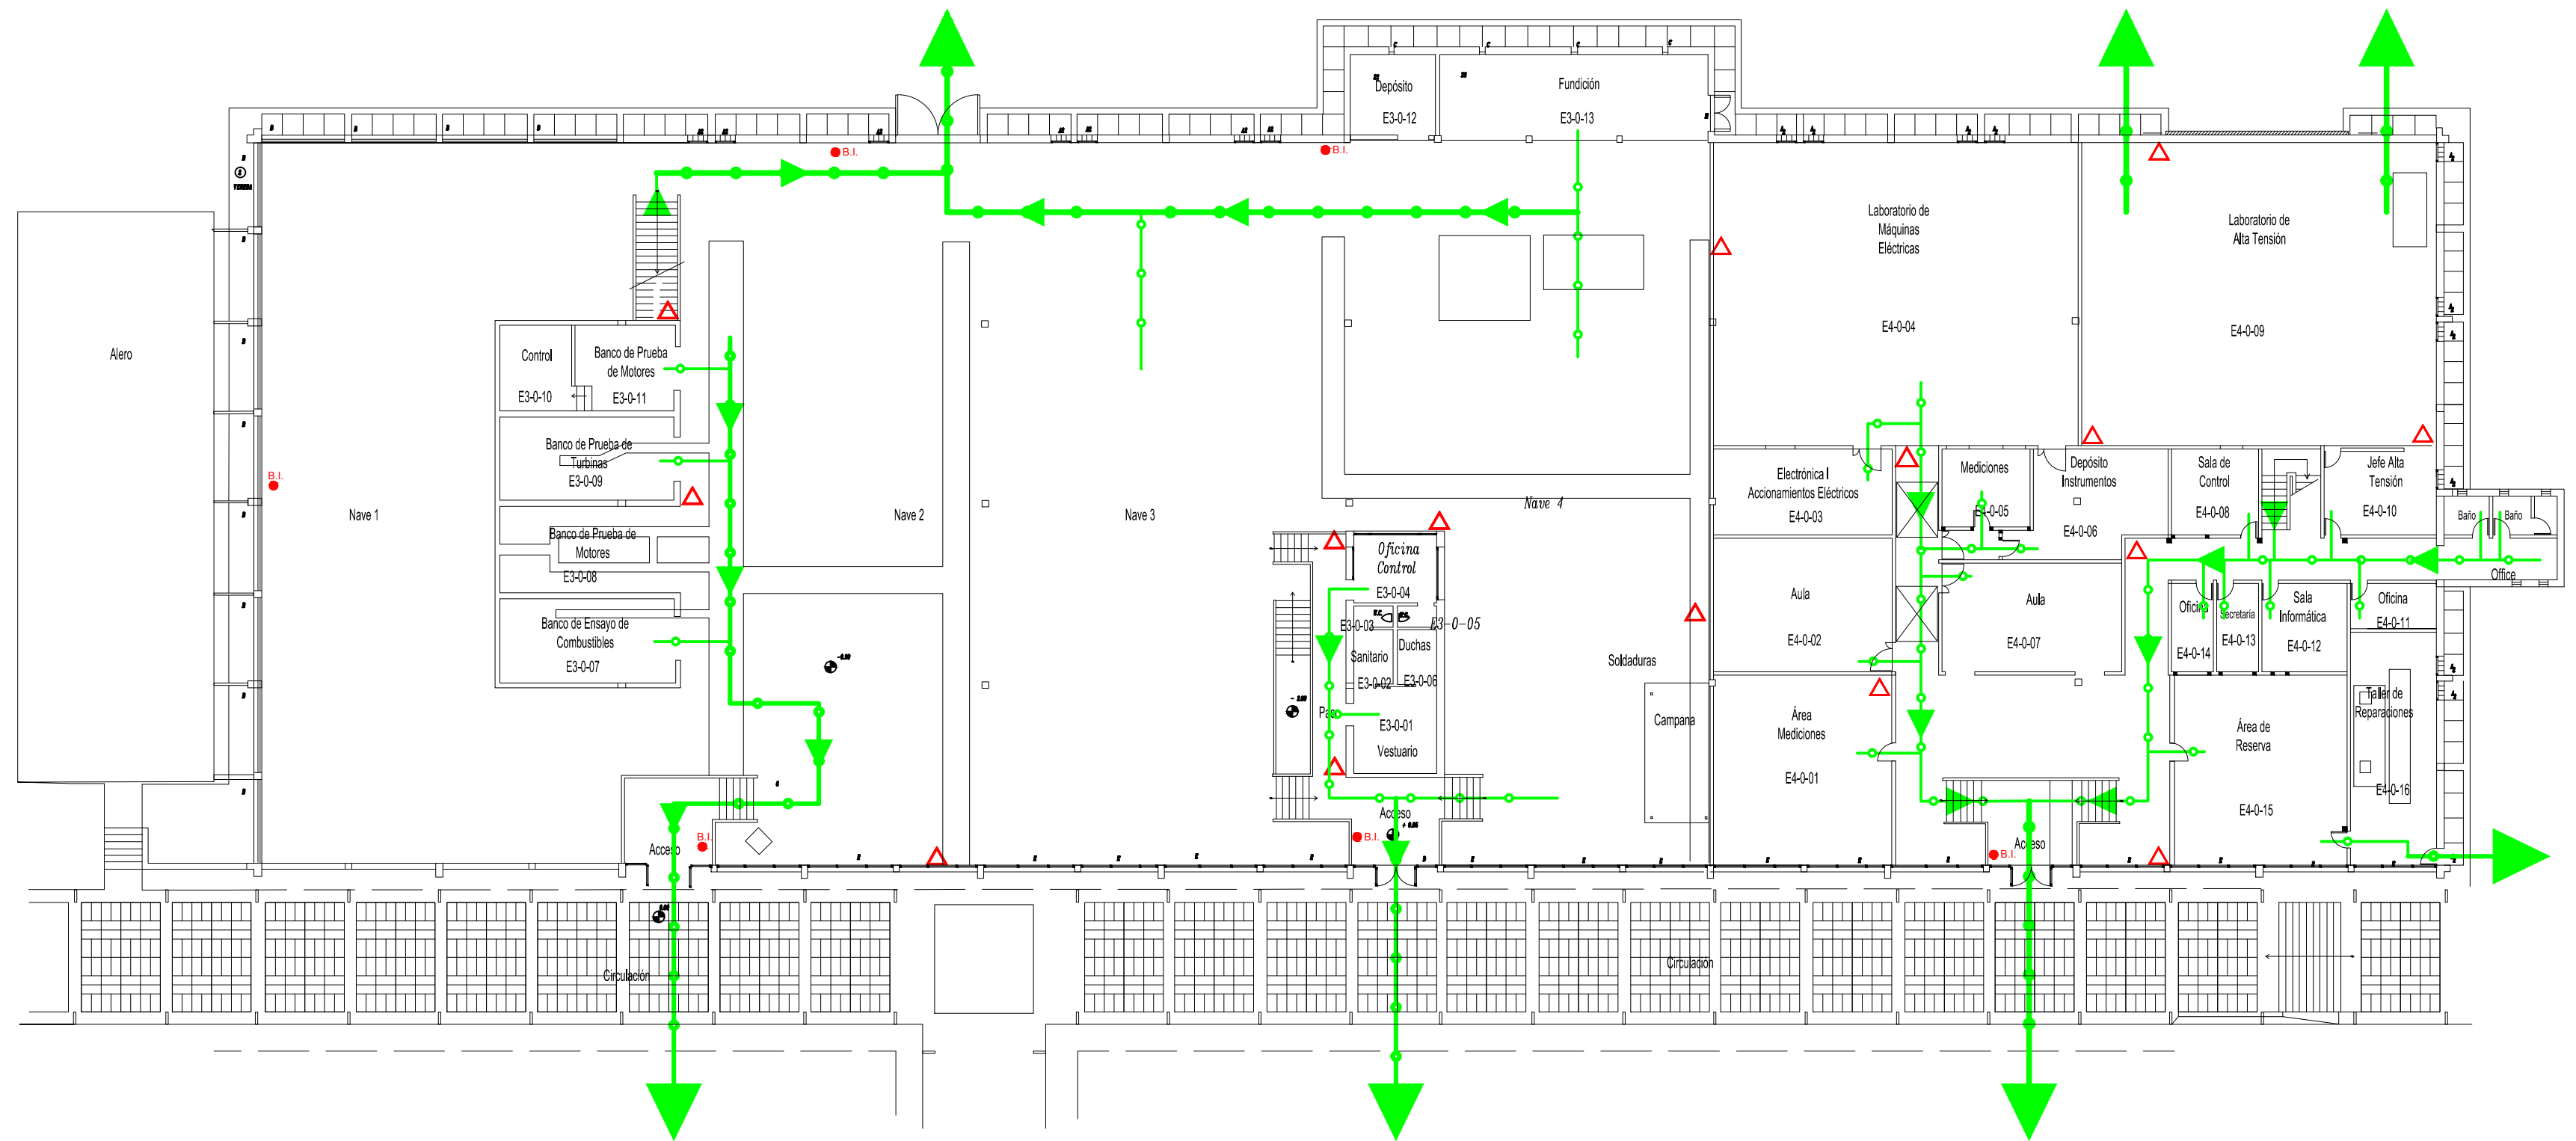 Depósito
E3-0-12
Fundición
E3-0-13
B.I.
B.I.
2
VEREDA
Laboratorio de
Máquinas
Eléctricas
E4-0-04
Laboratorio de
Alta Tensión
E4-0-09
Alero
Control
E3-0-10
Banco de Prueba
de Motores
E3-0-11
Banco de Prueba de
Turbinas
E3-0-09
B.I.
Nave 1
Nave 2
Nave 3
Nave 4
Banco de Prueba de
Motores
E3-0-08
Banco de Ensayo de
Combustibles
E3-0-07
Oficina
Control
E3-0-04
E3-0-03
E3-0-05
Sanitario
E3-0-02
Duchas
E3-0-06
E3-0-01
Vestuario
Soldaduras
Campana
Electrónica I
Accionamientos Eléctricos
E4-0-03
Mediciones
E4-0-05
Depósito
Instrumentos
E4-0-06
Sala de
Control
E4-0-08
Jefe Alta
Tensión
E4-0-10
Baño
Baño
Office
Aula
E4-0-02
Aula
E4-0-07
Oficina
E4-0-14
Secretaría
E4-0-13
Sala
Informática
E4-0-12
Oficina
E4-0-11
Área
Mediciones
E4-0-01
Área de
Reserva
E4-0-15
Taller de
Reparaciones
E4-0-16
Acceso
B.I.
Acceso
B.I.
Acceso
B.I.
Circulación
Circulación